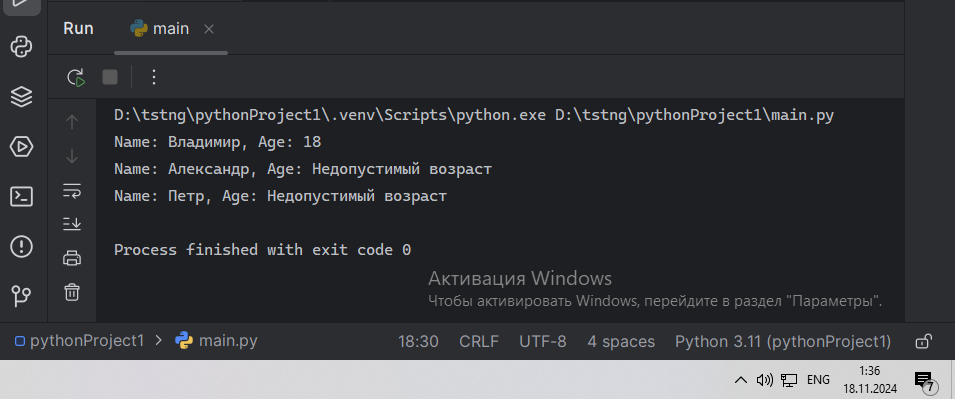 Run
main
D:\tstng\pythonProject1\.venv\Scripts\python.exe D:\tstng\pythonProject1\main.py
Name: Владимир, Age: 18
Name: Александр, Age: Недопустимый возраст
Name: Петр, Age: Недопустимый возраст
Process finished with exit code 0
Активация Windows
Чтобы активировать Windows, перейдите в раздел "Параметры".
pythonProject1 > main.py 18:30 CRLF UTF-8 4 spaces Python 3.11 (pythonProject1)
ENG
1:36
18.11.2024
7